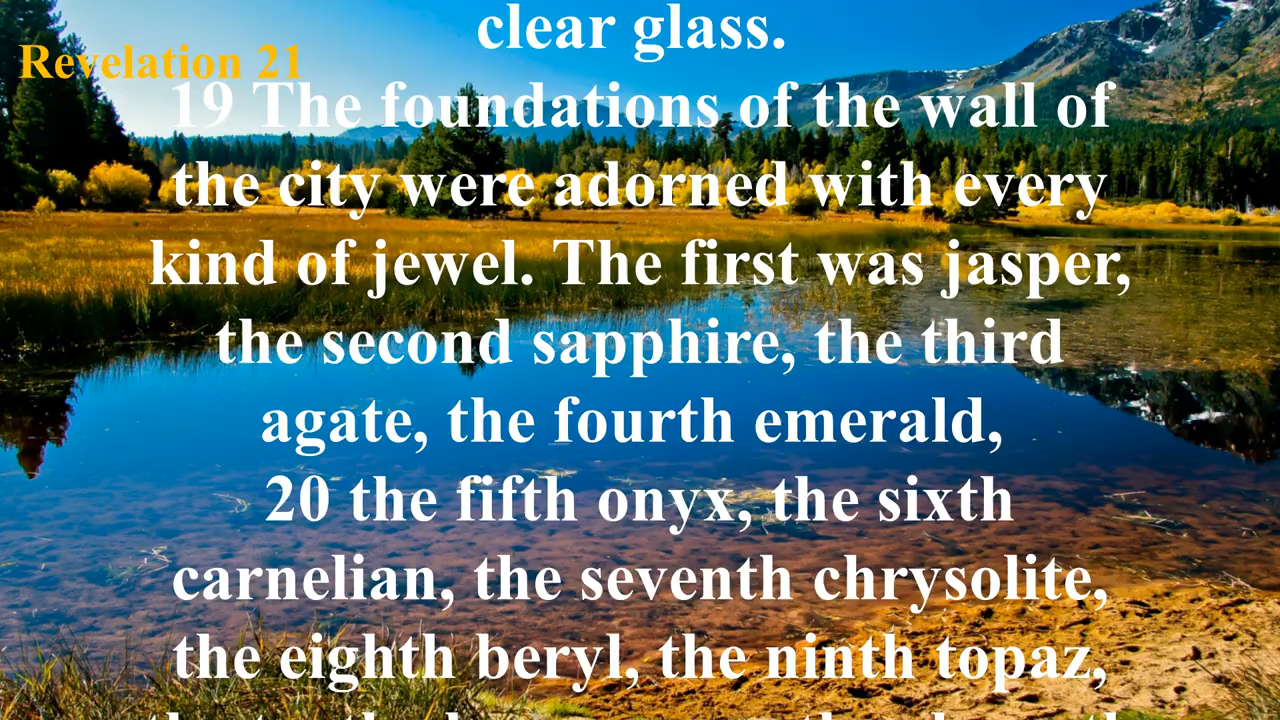 clear glass.
Revelation 21
19 The foundations of the wall of
the city were adorned with every
kind of jewel. The first was jasper,
the second sapphire, the third
agate, the fourth emerald,
20 the fifth onyx, the sixth
carnelian, the seventh chrysolite,
the eighth beryl, the ninth topaz,